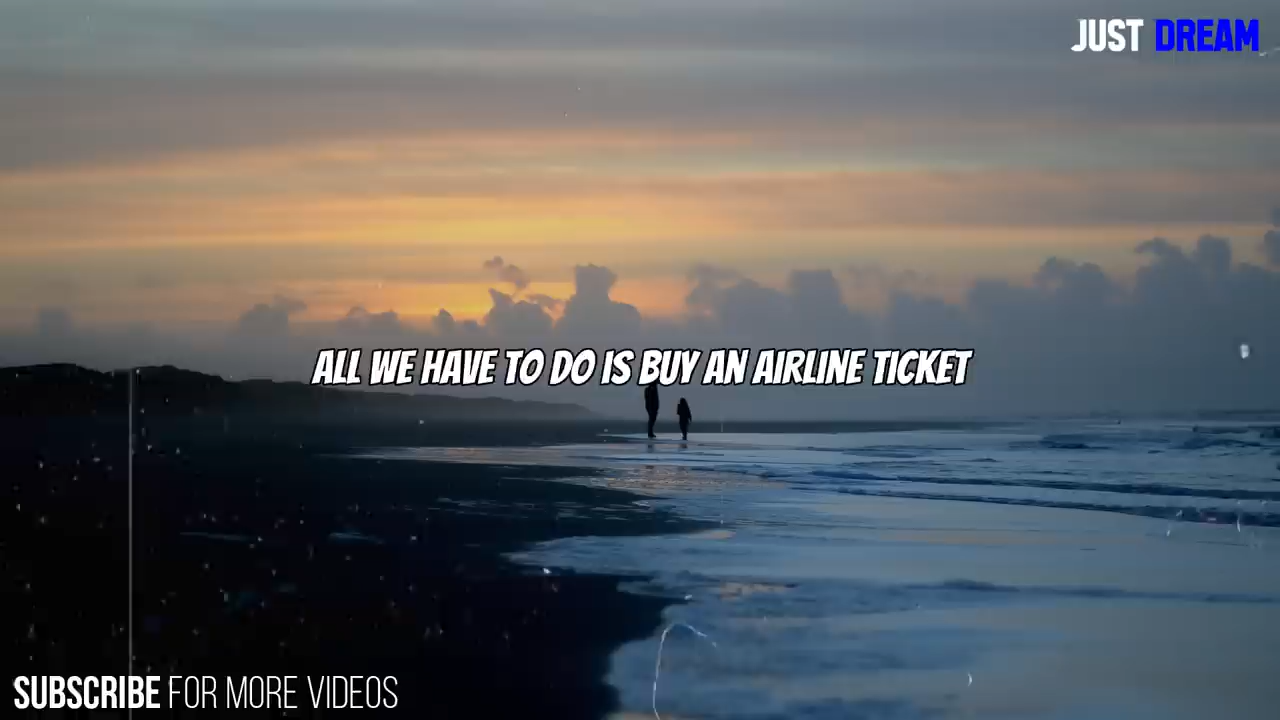 JUST DREAM
ALL WE HAVE TO DO IS BUY AN AIRLINE TICKET
SUBSCRIBE FOR MORE VIDEOS